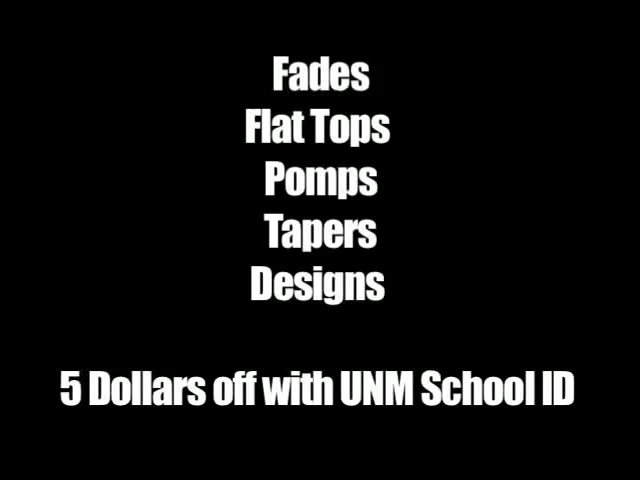 Fades
Flat Tops
Pomps
Tapers
Designs
5 Dollars off with UNM School ID